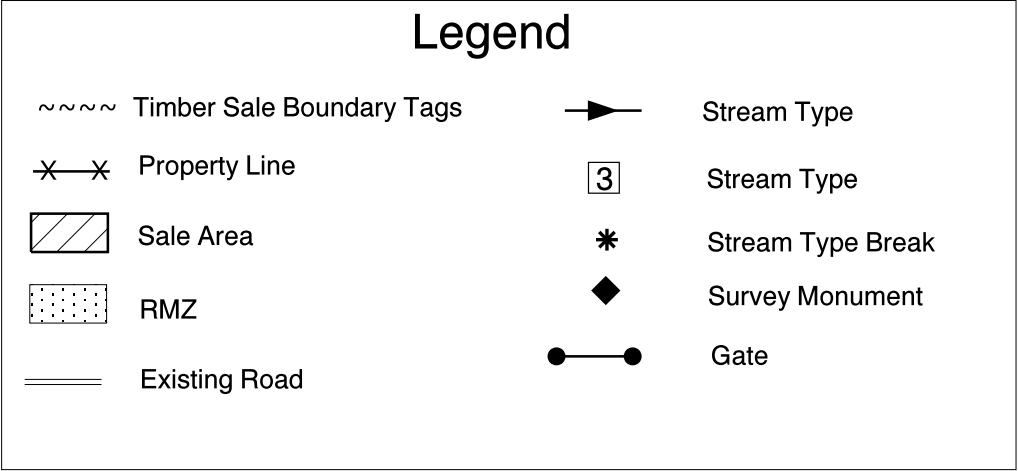 Legend
~~~~ Timber Sale Boundary Tags
X X Property Line
Sale Area
RMZ
Existing Road
Stream Type
3 Stream Type
Stream Type Break
Survey Monument
Gate